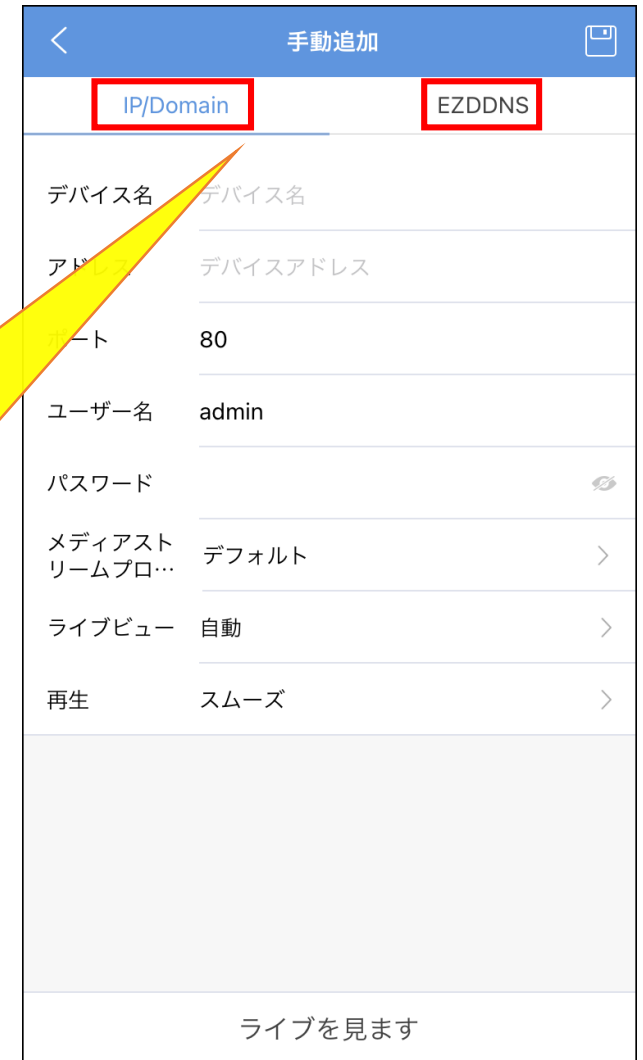 手動追加
IP/Domain EZDDNS
デバイス名 デバイス名
アドレス デバイスアドレス
ポート 80
ユーザー名 admin
パスワード
メディアスト
リームプロ… デフォルト
ライブビュー 自動
再生 スムーズ
ライブを見ます